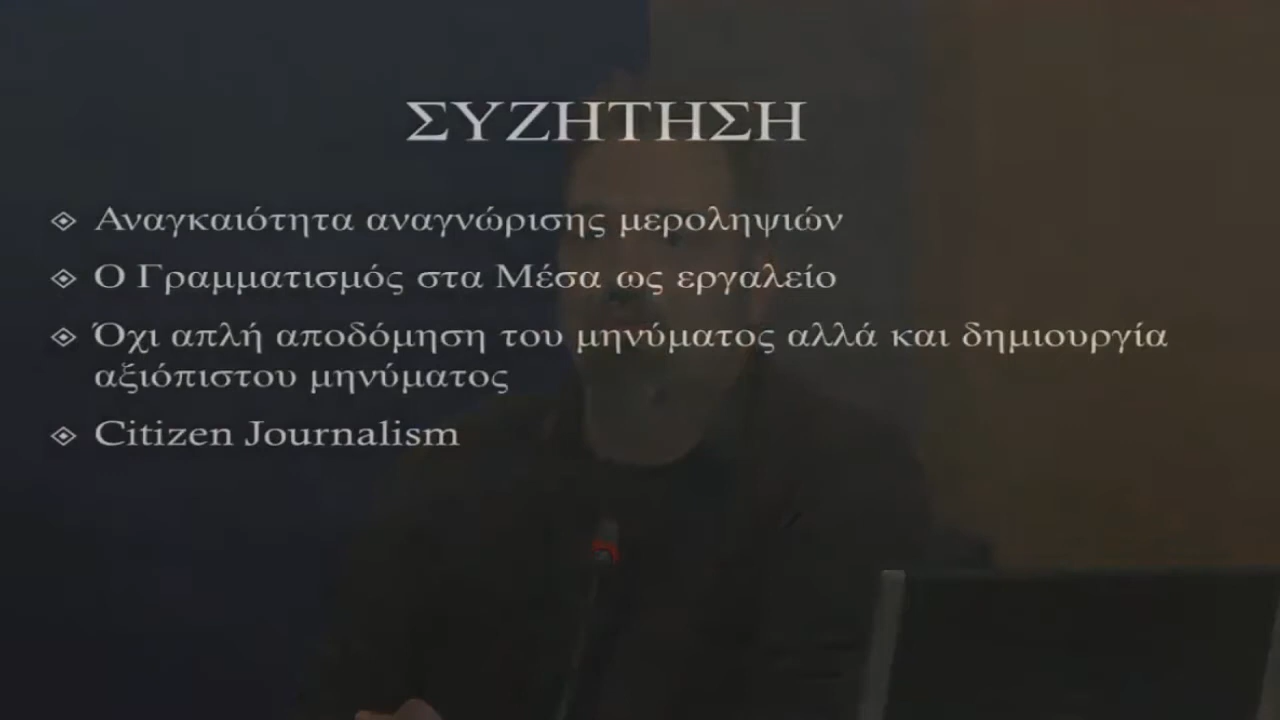 ΣΥΖΗΤΗΣΗ
Αναγκαιότητα αναγνώρισης μεροληψιών
Ο Γραμματισμός στα Μέσα ως εργαλείο
Όχι απλή αποδόμηση του μηνύματος αλλά και δημιουργία
αξιόπιστου μηνύματος
Citizen Journalism